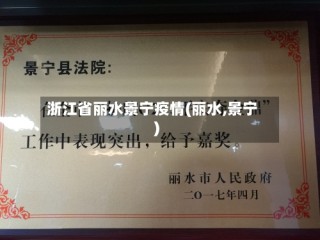 景宁县法院:
浙江省丽水景宁疫情(丽水,景宁
)
工作中表现突出，给予嘉奖。
丽水市人民政府
二〇一七年四月